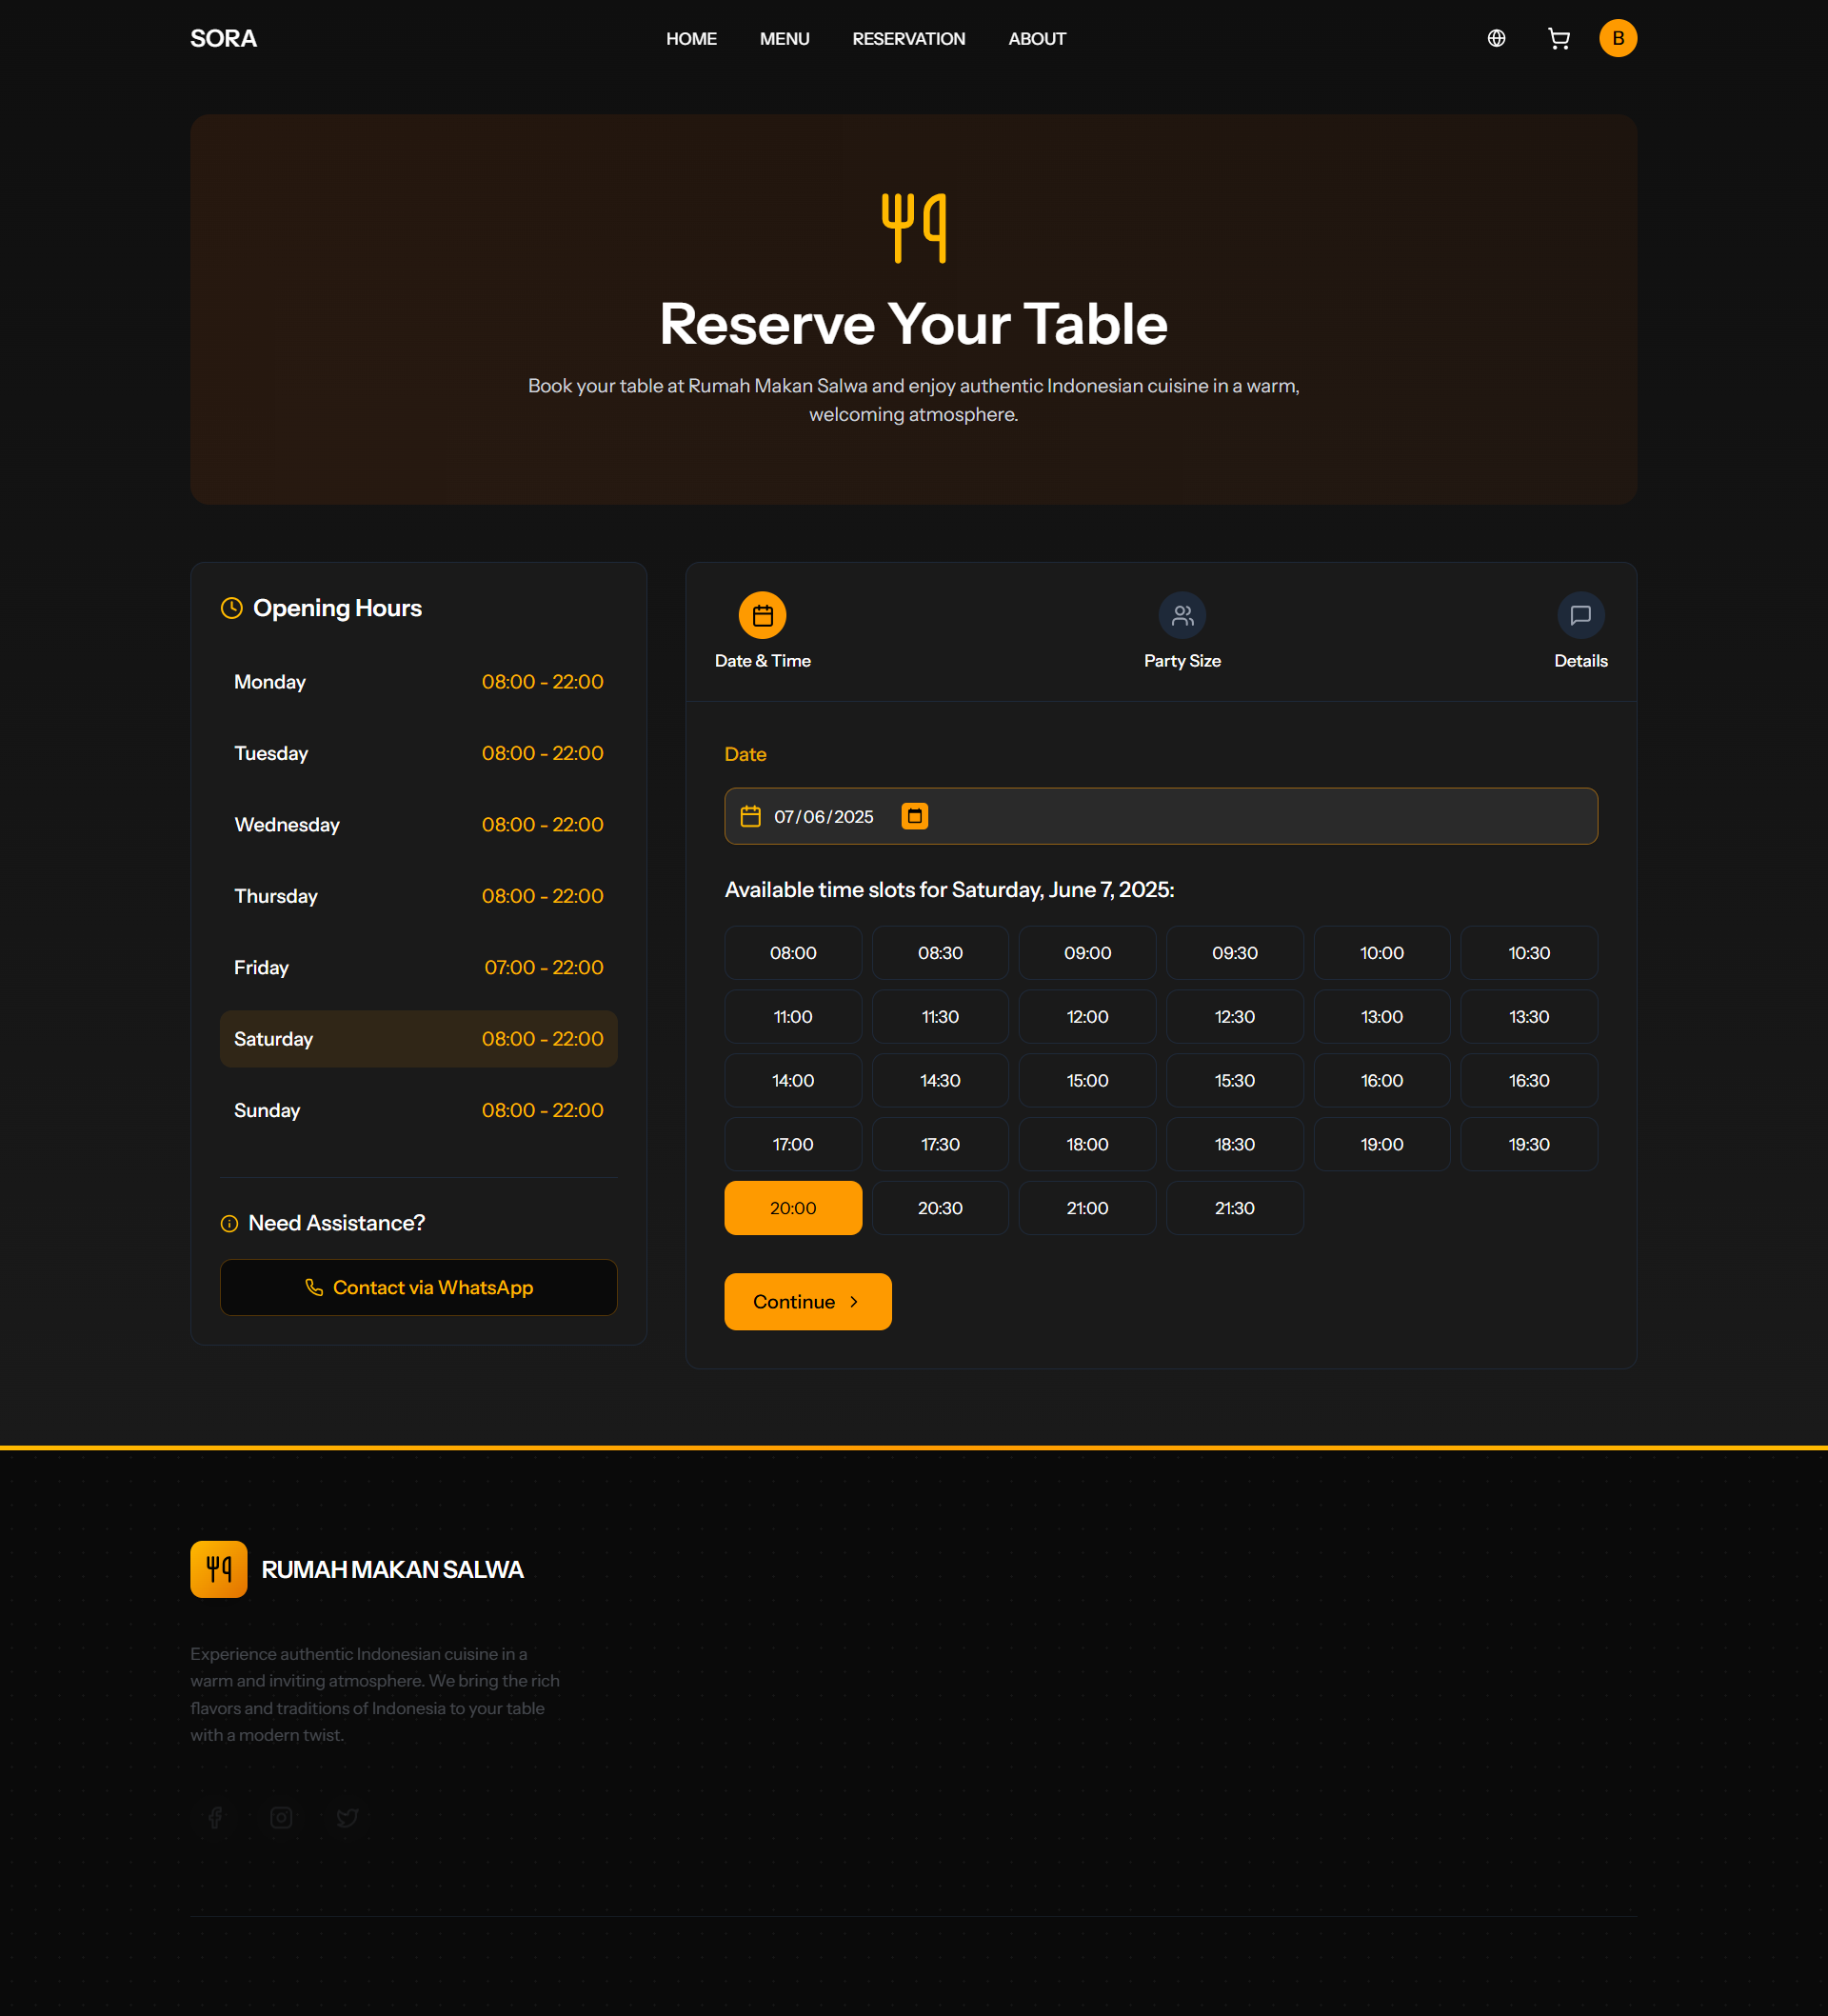 SORA
HOME MENU RESERVATION ABOUT
B
Reserve Your Table
Book your table at Rumah Makan Salwa and enjoy authentic Indonesian cuisine in a warm,
welcoming atmosphere.
Opening Hours
Monday 08:00 - 22:00
Tuesday 08:00 - 22:00
Wednesday 08:00 - 22:00
Thursday 08:00 - 22:00
Friday 07:00 - 22:00
Saturday 08:00 - 22:00
Sunday 08:00 - 22:00
Need Assistance?
Contact via WhatsApp
Date & Time Party Size Details
Date
07/06/2025
Available time slots for Saturday, June 7, 2025:
08:00 08:30 09:00 09:30 10:00 10:30
11:00 11:30 12:00 12:30 13:00 13:30
14:00 14:30 15:00 15:30 16:00 16:30
17:00 17:30 18:00 18:30 19:00 19:30
20:00 20:30 21:00 21:30
Continue
RUMAH MAKAN SALWA
Experience authentic Indonesian cuisine in a
warm and inviting atmosphere. We bring the rich
flavors and traditions of Indonesia to your table
with a modern twist.